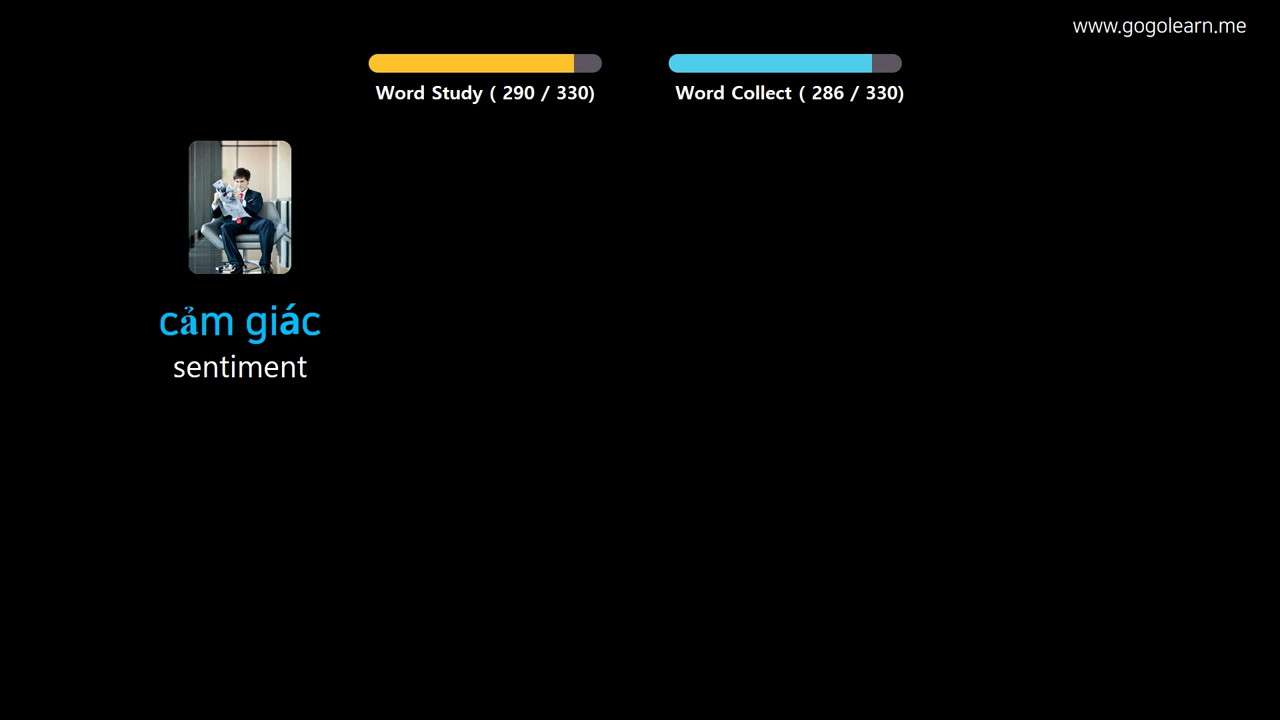 www.gogolearn.me
Word Study ( 290 / 330)
Word Collect ( 286 / 330)
cảm giác
sentiment